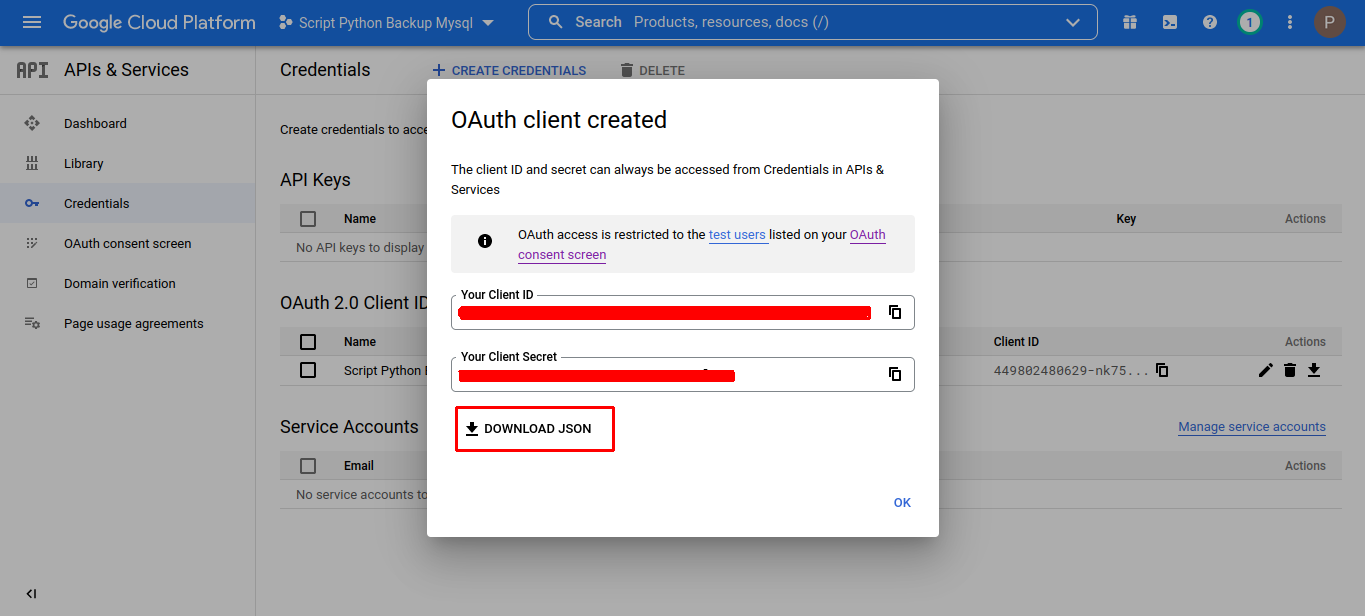 Google Cloud Platform
Script Python Backup Mysql
Search Products, resources, docs (/)
1
P
API APIs & Services
Credentials
CREATE CREDENTIALS
DELETE
Dashboard
Library
Credentials
OAuth consent screen
Domain verification
Page usage agreements
Create credentials to acce
API Keys
Name
Key
Actions
No API keys to display
OAuth 2.0 Client ID
Name
Client ID
Actions
Script Python
449802480629-nk75...
Service Accounts
Manage service accounts
Email
Actions
No service accounts to
OAuth client created
The client ID and secret can always be accessed from Credentials in APIs &
Services
OAuth access is restricted to the test users listed on your OAuth
consent screen
Your Client ID
Your Client Secret
DOWNLOAD JSON
OK